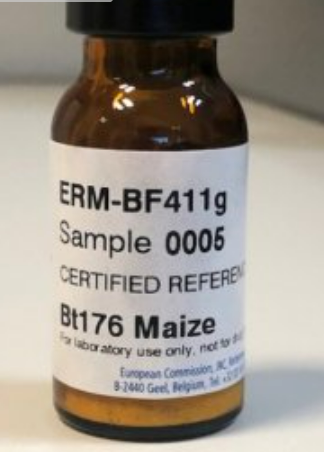 ERM-BF411g
Sample 0005
CERTIFIED REFEREN
Bt176 Maize
For laboratory use only, not for
European Commission, JRC,
B-2440 Geel, Belgium, Tel.